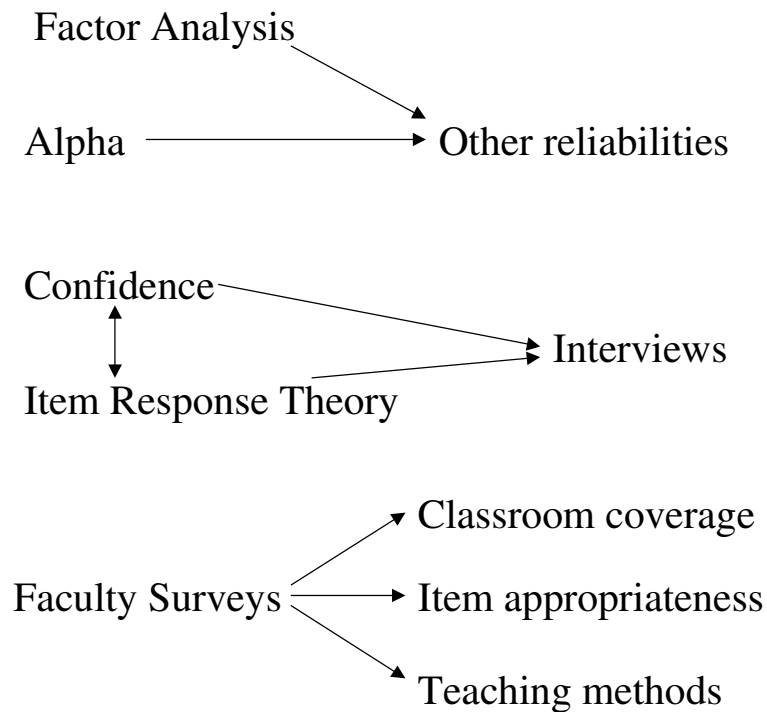 Factor Analysis
Alpha
Other reliabilities
Confidence
Interviews
Item Response Theory
Classroom coverage
Faculty Surveys
Item appropriateness
Teaching methods